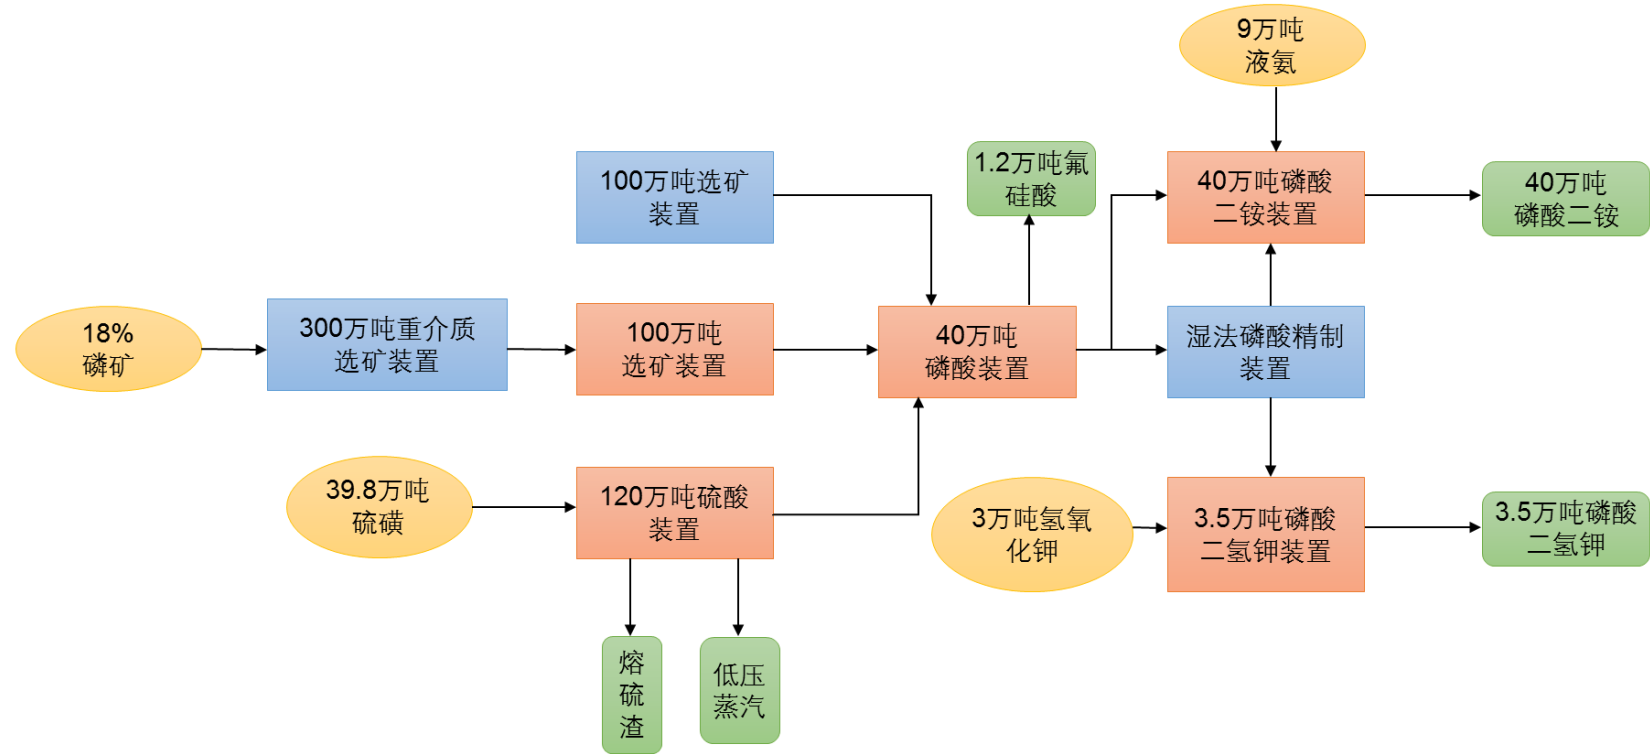 9万吨
液氨
100万吨选矿
装置
1.2万吨氟
硅酸
40万吨磷酸
二铵装置
40万吨
磷酸二铵
18%
磷矿
300万吨重介质
选矿装置
100万吨
选矿装置
40万吨
磷酸装置
湿法磷酸精制
装置
39.8万吨
硫磺
120万吨硫酸
装置
3万吨氢氧
化钾
3.5万吨磷酸
二氢钾装置
3.5万吨磷酸
二氢钾
熔
硫
渣
低压
蒸汽